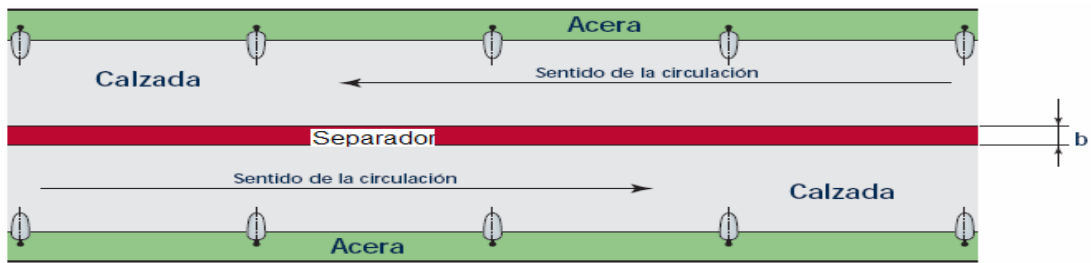 Acera
Calzada
Sentido de la circulación
Separador
b
Sentido de la circulación
Calzada
Acera